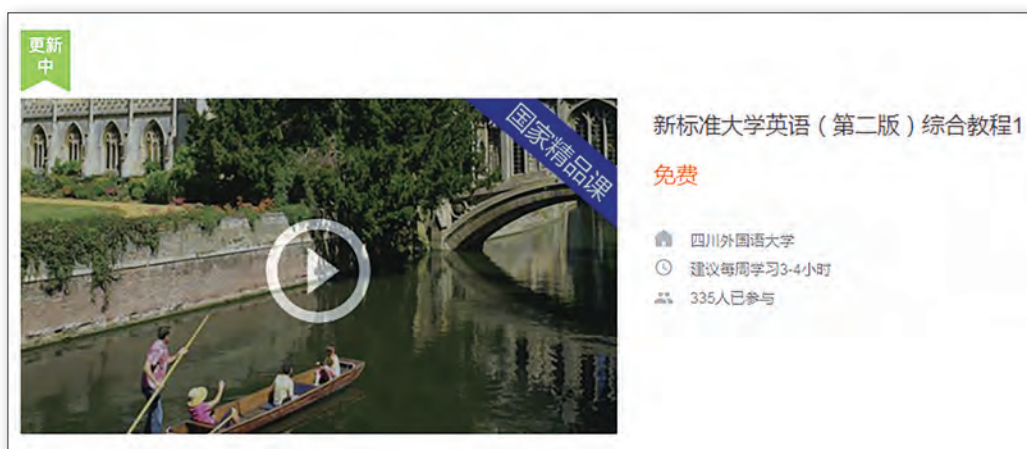 更新
中
国家精品课
新标准大学英语（第二版）综合教程1
免费
四川外国语大学
建议每周学习3-4小时
335人已参与